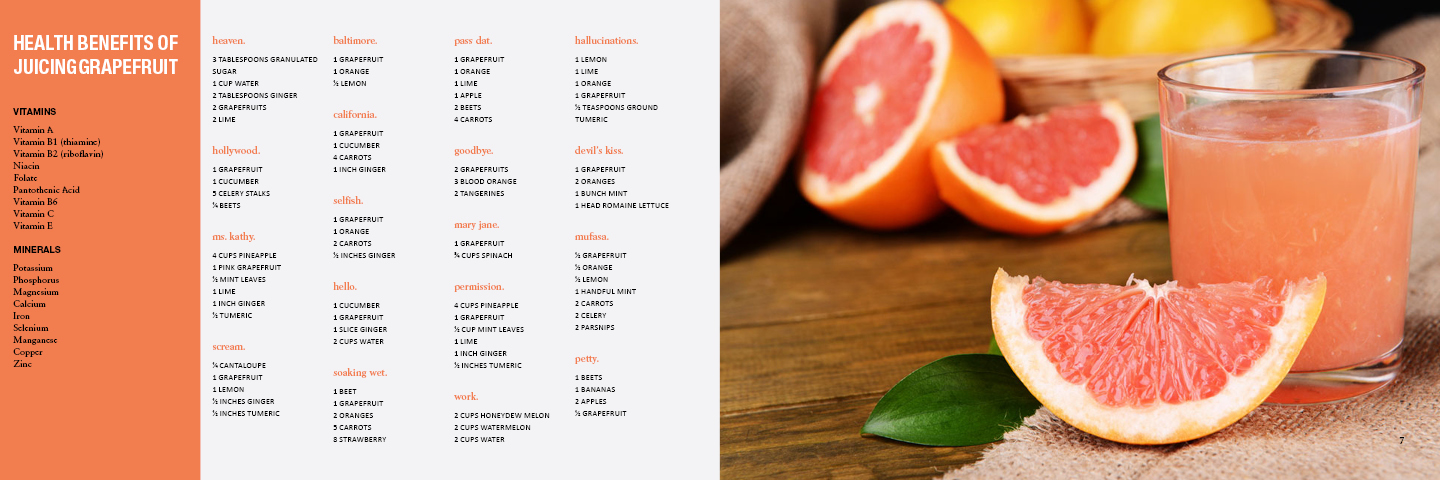 HEALTH BENEFITS OF
JUICING GRAPEFRUIT
VITAMINS
Vitamin A
Vitamin B1 (thiamine)
Vitamin B2 (riboflavin)
Niacin
Folate
Pantothenic Acid
Vitamin B6
Vitamin C
Vitamin E
MINERALS
Potassium
Phosphorus
Magnesium
Calcium
Iron
Selenium
Manganese
Copper
Zinc
heaven.
3 TABLESPOONS GRANULATED
SUGAR
1 CUP WATER
2 TABLESPOONS GINGER
2 GRAPEFRUITS
2 LIME
hollywood.
1 GRAPEFRUIT
1 CUCUMBER
5 CELERY STALKS
¼ BEETS
ms. kathy.
4 CUPS PINEAPPLE
1 PINK GRAPEFRUIT
½ MINT LEAVES
1 LIME
1 INCH GINGER
½ TUMERIC
scream.
¼ CANTALOUPE
1 GRAPEFRUIT
1 LEMON
½ INCHES GINGER
½ INCHES TUMERIC
baltimore.
1 GRAPEFRUIT
1 ORANGE
½ LEMON
california.
1 GRAPEFRUIT
1 CUCUMBER
4 CARROTS
1 INCH GINGER
selfish.
1 GRAPEFRUIT
1 ORANGE
2 CARROTS
½ INCHES GINGER
hello.
1 CUCUMBER
1 GRAPEFRUIT
1 SLICE GINGER
2 CUPS WATER
soaking wet.
1 BEET
1 GRAPEFRUIT
2 ORANGES
5 CARROTS
8 STRAWBERRY
pass dat.
1 GRAPEFRUIT
1 ORANGE
1 LIME
1 APPLE
2 BEETS
4 CARROTS
goodbye.
2 GRAPEFRUITS
3 BLOOD ORANGE
2 TANGERINES
mary jane.
1 GRAPEFRUIT
¾ CUPS SPINACH
permission.
4 CUPS PINEAPPLE
1 GRAPEFRUIT
½ CUP MINT LEAVES
1 LIME
1 INCH GINGER
½ INCHES TUMERIC
work.
2 CUPS HONEYDEW MELON
2 CUPS WATERMELON
2 CUPS WATER
hallucinations.
1 LEMON
1 LIME
1 ORANGE
1 GRAPEFRUIT
½ TEASPOONS GROUND
TUMERIC
devil's kiss.
1 GRAPEFRUIT
2 ORANGES
1 BUNCH MINT
1 HEAD ROMAINE LETTUCE
mufasa.
½ GRAPEFRUIT
½ ORANGE
½ LEMON
1 HANDFUL MINT
2 CARROTS
2 CELERY
2 PARSNIPS
petty.
1 BEETS
1 BANANAS
2 APPLES
½ GRAPEFRUIT
7